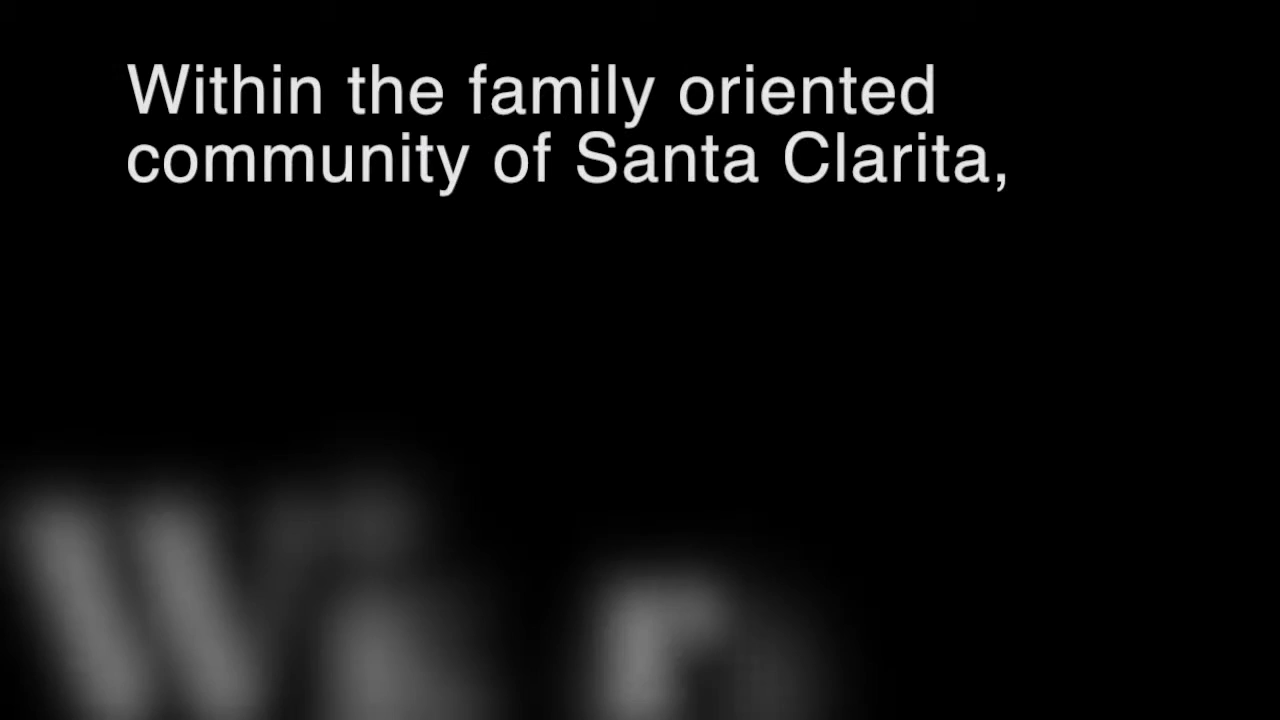 Within the family oriented
community of Santa Clarita,